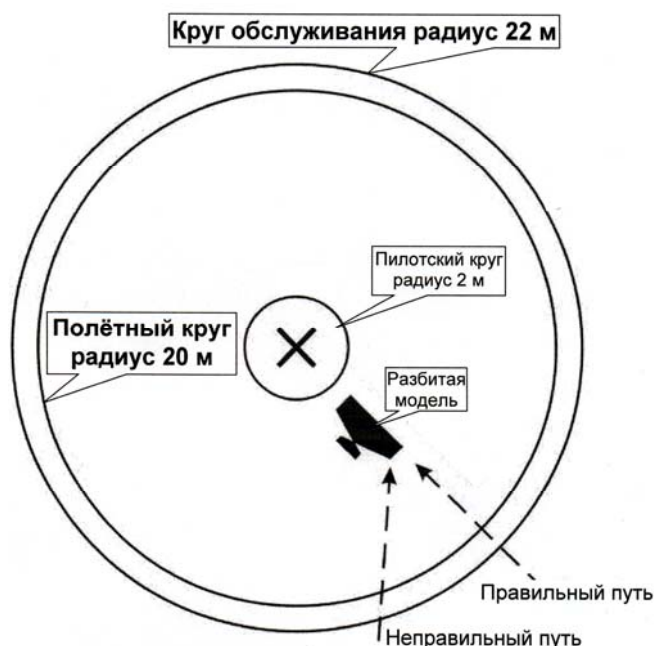 Круг обслуживания радиус 22 м
Пилотский круг
радиус 2 м
Полётный круг
радиус 20 м
Разбитая
модель
Правильный путь
Неправильный путь